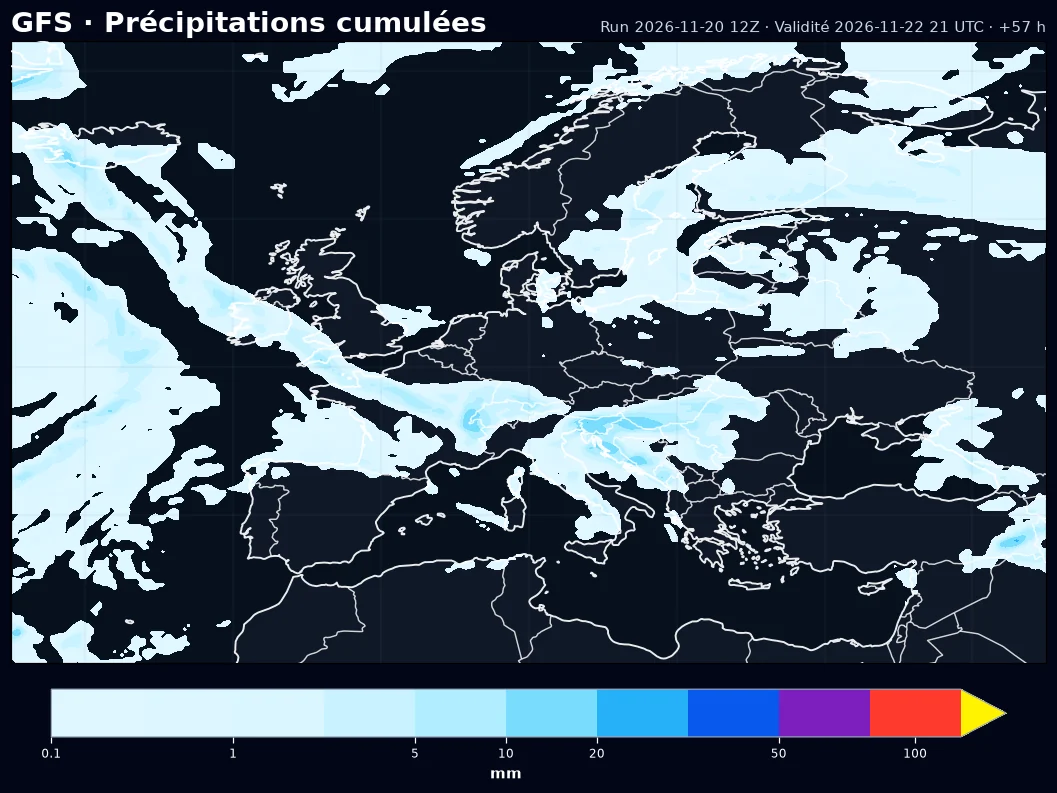 GFS · Précipitations cumulées
Run 2026-11-20 12Z · Validité 2026-11-22 21 UTC · +57 h
0.1 1 5 10 20 50 100
mm